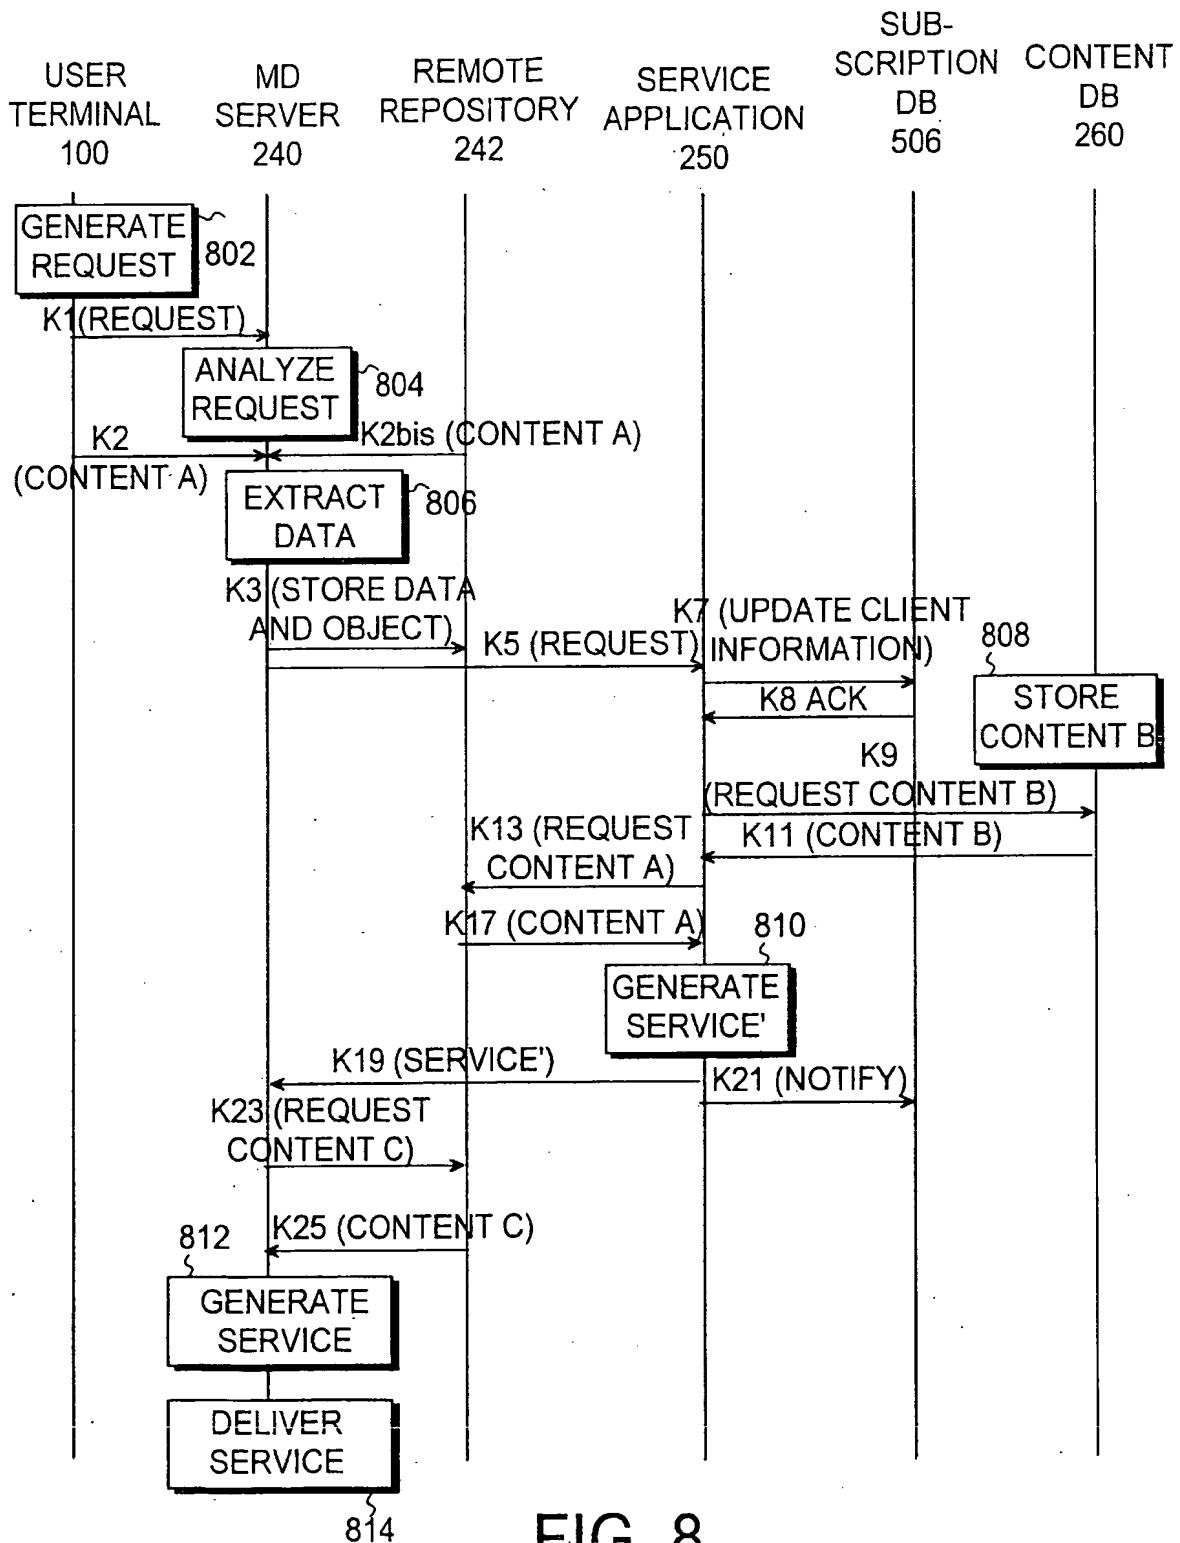 USER
TERMINAL
100
MD
SERVER
240
REMOTE
REPOSITORY
242
SERVICE
APPLICATION
250
SUB-
SCRIPTION
DB
506
CONTENT
DB
260
GENERATE
REQUEST
802
K1(REQUEST)
ANALYZE
REQUEST
804
K2
(CONTENT A)
K2bis (CONTENT A)
EXTRACT
DATA
806
K3 (STORE DATA
AND OBJECT)
K5 (REQUEST)
K7 (UPDATE CLIENT
INFORMATION)
K8 ACK
808
STORE
CONTENT B
K9
(REQUEST CONTENT B)
K11 (CONTENT B)
K13 (REQUEST
CONTENT A)
K17 (CONTENT A)
810
GENERATE
SERVICE'
K19 (SERVICE')
K21 (NOTIFY)
K23 (REQUEST
CONTENT C)
K25 (CONTENT C)
812
GENERATE
SERVICE
DELIVER
SERVICE
814
FIG. 8